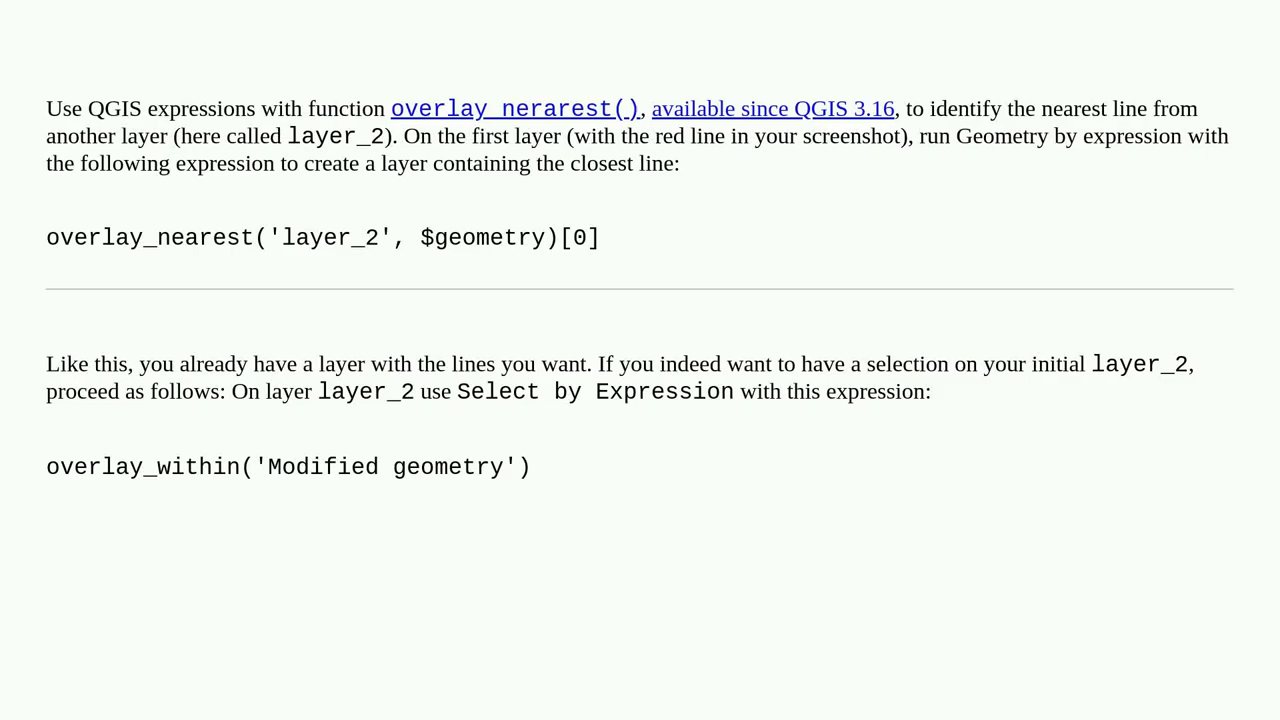 Use QGIS expressions with function overlay_nerarest(), available since QGIS 3.16, to identify the nearest line from
another layer (here called layer_2). On the first layer (with the red line in your screenshot), run Geometry by expression with
the following expression to create a layer containing the closest line:
overlay_nearest('layer_2', $geometry)[0]
Like this, you already have a layer with the lines you want. If you indeed want to have a selection on your initial layer_2,
proceed as follows: On layer layer_2 use Select by Expression with this expression:
overlay_within('Modified geometry')